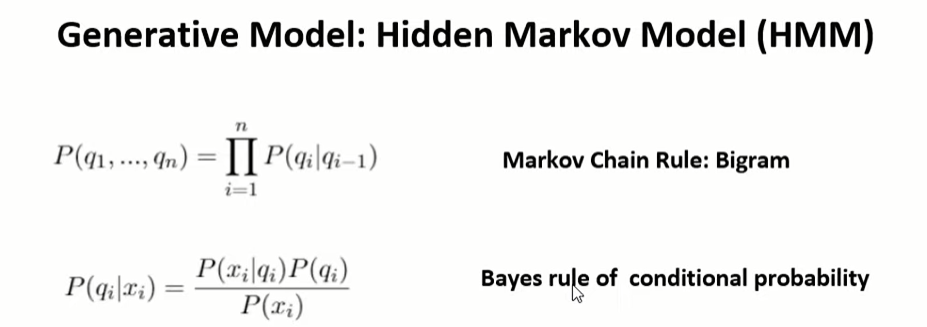 Generative Model: Hidden Markov Model (HMM)
P(q₁, ..., qₙ) = ∏ⁿᵢ₌₁ P(qᵢ|qᵢ₋₁)
Markov Chain Rule: Bigram
P(qᵢ|xᵢ) = P(xᵢ|qᵢ)P(qᵢ) / P(xᵢ)
Bayes rule of conditional probability